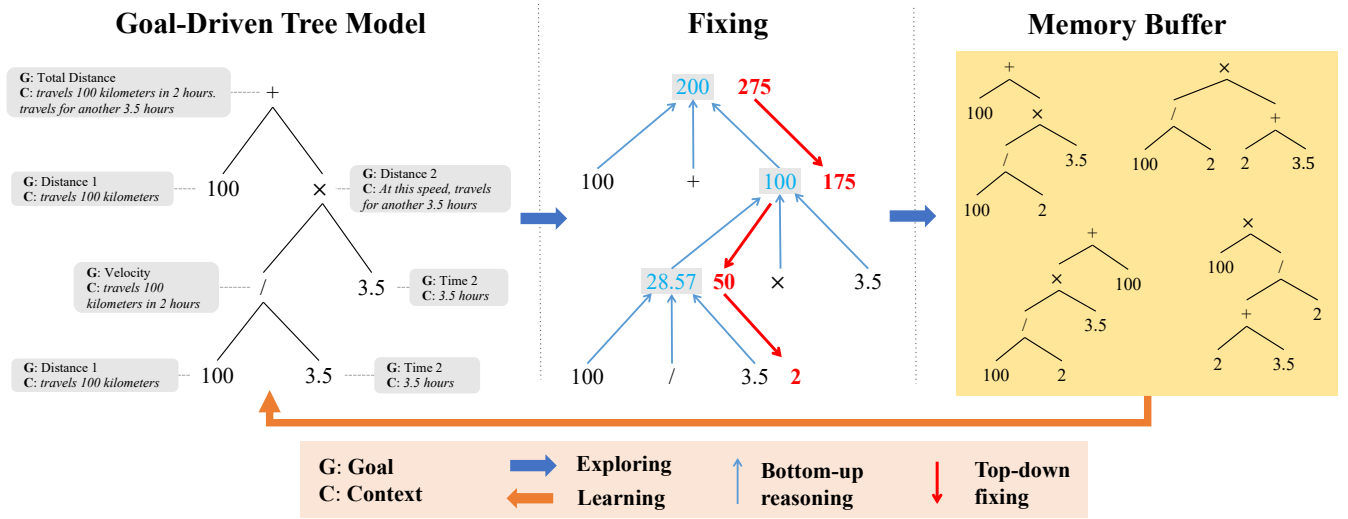 Goal-Driven Tree Model
G: Total Distance
C: travels 100 kilometers in 2 hours.
travels for another 3.5 hours
+
G: Distance 1
C: travels 100 kilometers
100
×
G: Distance 2
C: At this speed, travels
for another 3.5 hours
G: Velocity
C: travels 100
kilometers in 2 hours
/
3.5
G: Time 2
C: 3.5 hours
G: Distance 1
C: travels 100 kilometers
100
3.5
G: Time 2
C: 3.5 hours
Fixing
200 275
100 + 100 175
28.57 50 × 3.5
100 / 3.5 2
Memory Buffer
+
100
×
/
3.5
100 2
×
/ +
100 2 2 3.5
+
×
100
/
3.5
100 2
×
100
/
+
2
2 3.5
G: Goal
C: Context
Exploring
Learning
Bottom-up
reasoning
Top-down
fixing